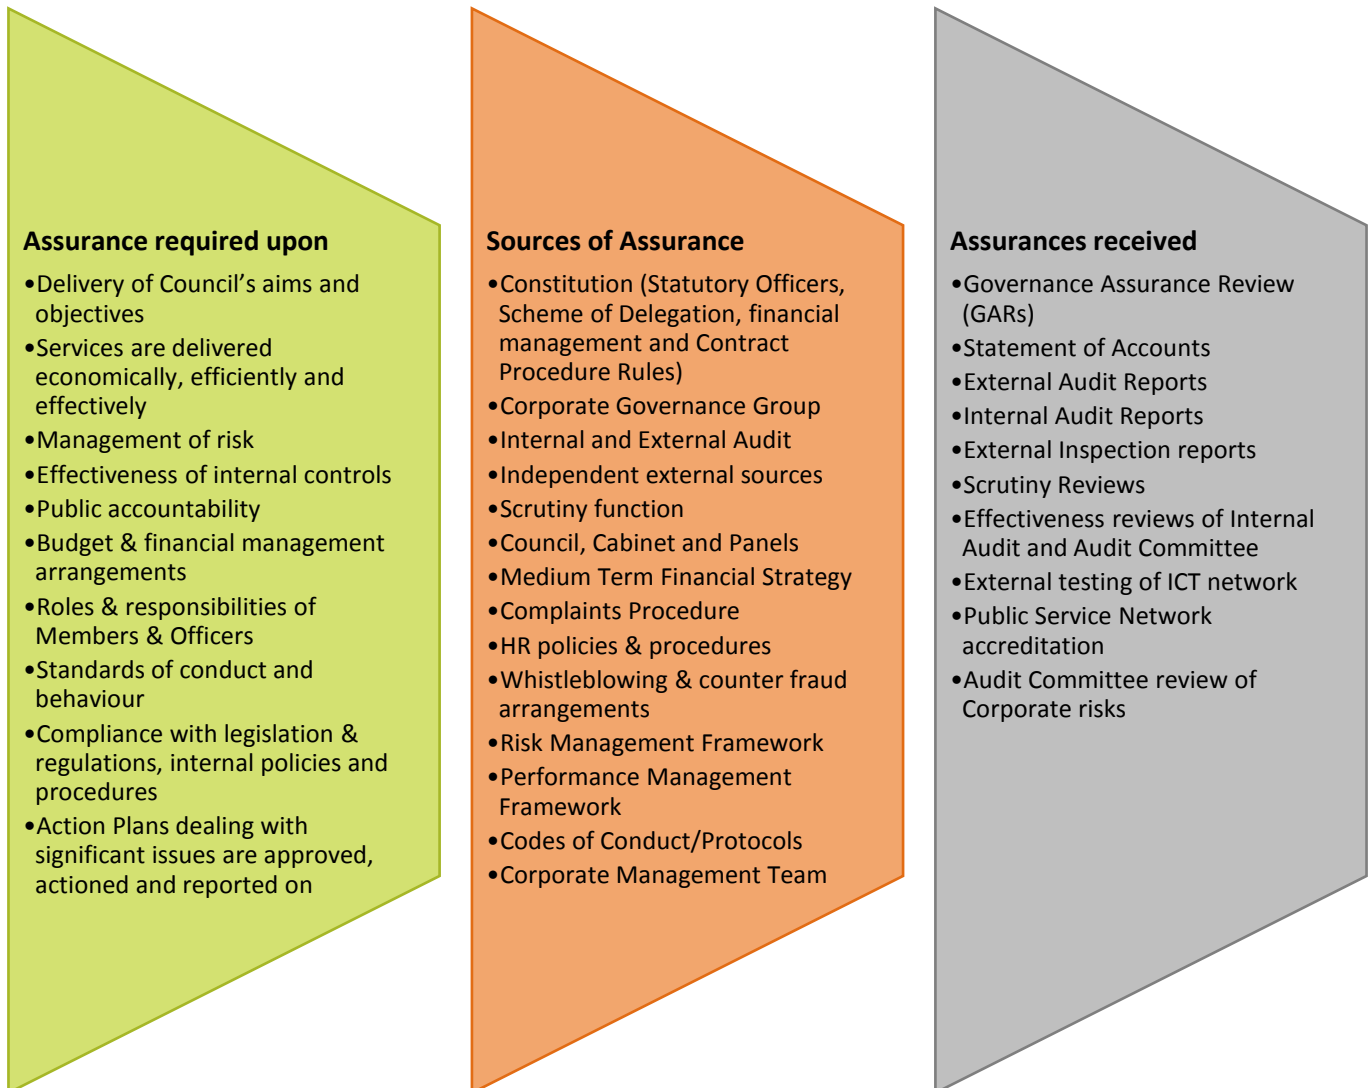 Assurance required upon
•Delivery of Council’s aims and
objectives
•Services are delivered
economically, efficiently and
effectively
•Management of risk
•Effectiveness of internal controls
•Public accountability
•Budget & financial management
arrangements
•Roles & responsibilities of
Members & Officers
•Standards of conduct and
behaviour
•Compliance with legislation &
regulations, internal policies and
procedures
•Action Plans dealing with
significant issues are approved,
actioned and reported on
Sources of Assurance
•Constitution (Statutory Officers,
Scheme of Delegation, financial
management and Contract
Procedure Rules)
•Corporate Governance Group
•Internal and External Audit
•Independent external sources
•Scrutiny function
•Council, Cabinet and Panels
•Medium Term Financial Strategy
•Complaints Procedure
•HR policies & procedures
•Whistleblowing & counter fraud
arrangements
•Risk Management Framework
•Performance Management
Framework
•Codes of Conduct/Protocols
•Corporate Management Team
Assurances received
•Governance Assurance Review
(GARs)
•Statement of Accounts
•External Audit Reports
•Internal Audit Reports
•External Inspection reports
•Scrutiny Reviews
•Effectiveness reviews of Internal
Audit and Audit Committee
•External testing of ICT network
•Public Service Network
accreditation
•Audit Committee review of
Corporate risks